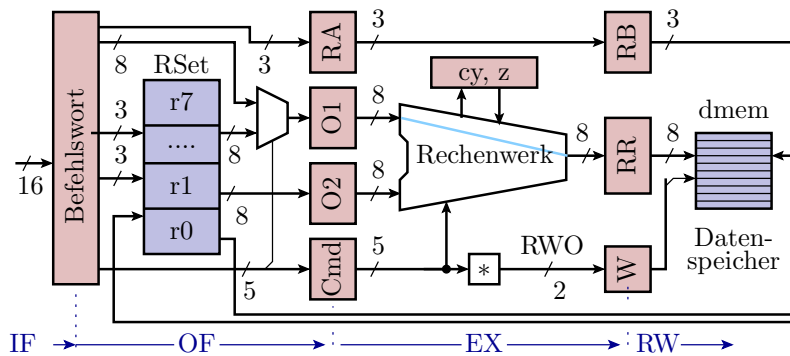 3 3 3
8 3
RSet
RA
RB
cy, z
r7
8
8
dmem
3
O1
8
8
....
8
Rechenwerk
RR
16
3
r1
8
O2
8
Befehlswort
r0
Daten-
speicher
5
Cmd
5
*
RWO
2
W
IF OF EX RW